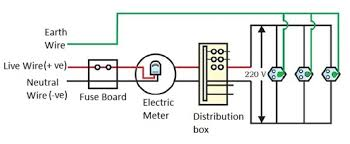 Earth
Wire
Live Wire(+ ve)
Neutral
Wire (-ve)
Fuse Board
Electric
Meter
Distribution
box
220 V